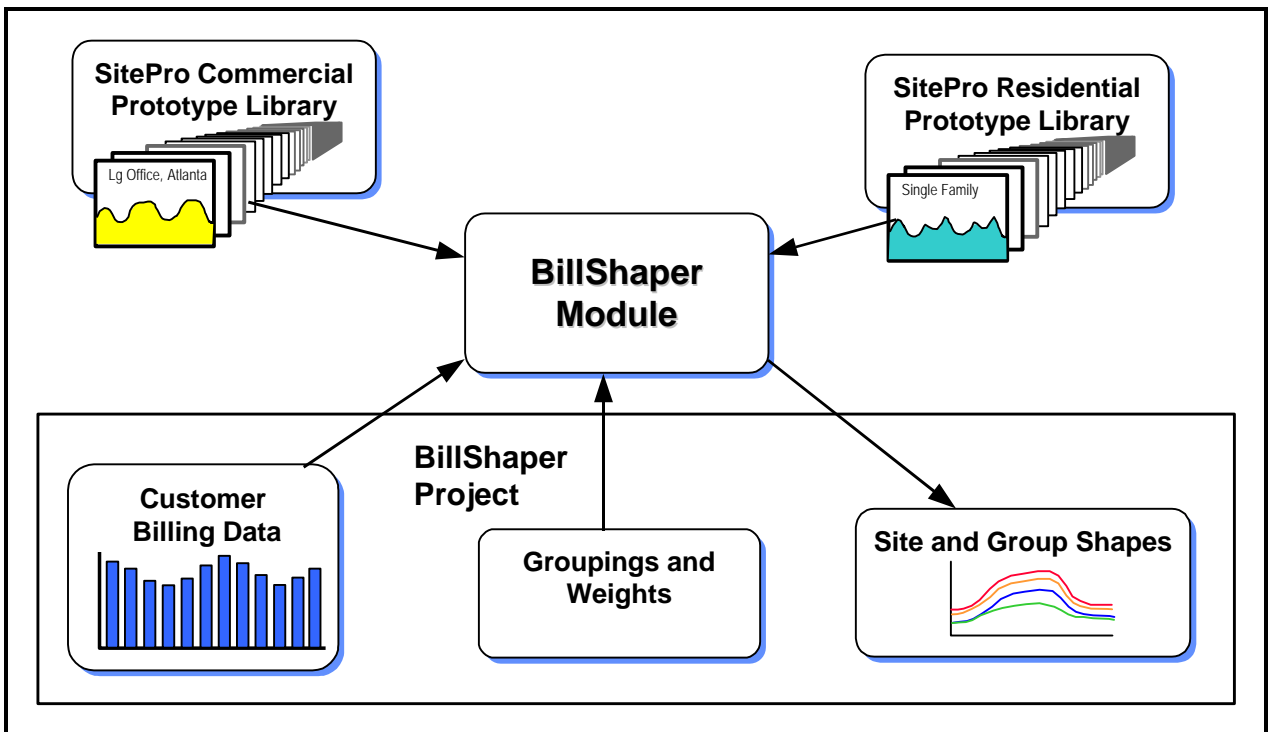 SitePro Commercial
Prototype Library
Lg Office, Atlanta
SitePro Residential
Prototype Library
Single Family
BillShaper
Module
BillShaper
Project
Customer
Billing Data
Groupings and
Weights
Site and Group Shapes